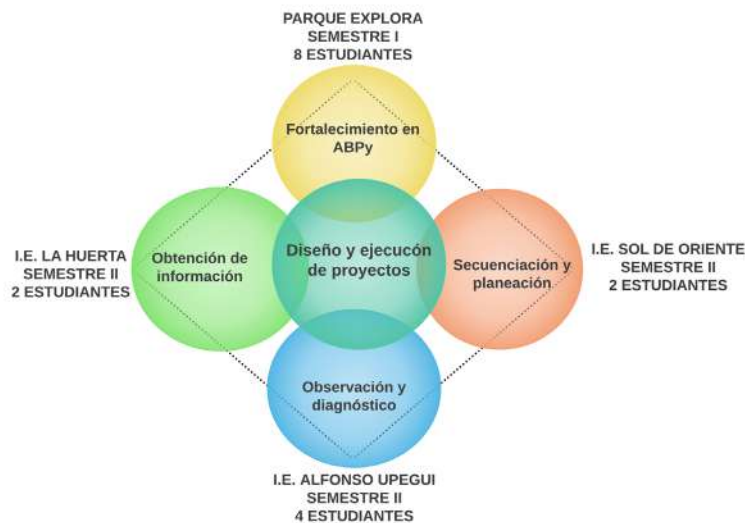 PARQUE EXPLORA
SEMESTRE I
8 ESTUDIANTES
Fortalecimiento en
ABPy
I.E. LA HUERTA
SEMESTRE II
2 ESTUDIANTES
Obtención de
información
Diseño y ejecucón
de proyectos
Secuenciación y
planeación
I.E. SOL DE ORIENTE
SEMESTRE II
2 ESTUDIANTES
Observación y
diagnóstico
I.E. ALFONSO UPEGUI
SEMESTRE II
4 ESTUDIANTES